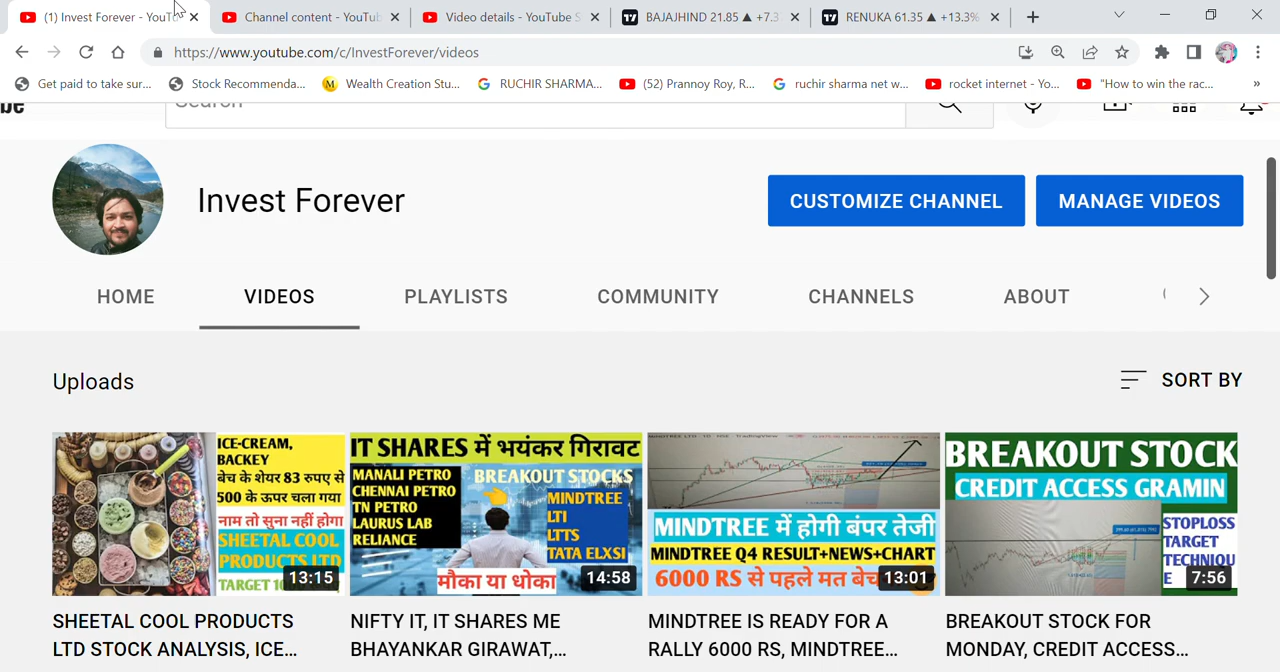 (1) Invest Forever - YouT
Channel content - YouTub
Video details - YouTube S
BAJAJHIND 21.85 ▲ +7.3
RENUKA 61.35 ▲ +13.3%
https://www.youtube.com/c/InvestForever/videos
Get paid to take sur...
Stock Recommenda...
Wealth Creation Stu...
RUCHIR SHARMA...
(52) Prannoy Roy, R...
ruchir sharma net w...
rocket internet - Yo...
"How to win the rac...
»
be
Search
Invest Forever
CUSTOMIZE CHANNEL
MANAGE VIDEOS
HOME
VIDEOS
PLAYLISTS
COMMUNITY
CHANNELS
ABOUT
Uploads
SORT BY
ICE-CREAM,
BACKEY
बेच के शेयर 83 रुपए से
500 के ऊपर चला गया
नाम तो सुना नहीं होगा
SHEETAL COOL
PRODUCTS LTD
TARGET 10
13:15
IT SHARES में भयंकर गिरावट
MANALI PETRO
CHENNAI PETRO
TN PETRO
LAURUS LAB
RELIANCE
BREAKOUT STOCKS
MINDTREE
LTI
LTTS
TATA ELXSI
मौका या धोका
14:58
MINDTREE में होगी बंपर तेजी
MINDTREE Q4 RESULT+NEWS+CHART
6000 RS से पहले मत बेच
13:01
BREAKOUT STOCK
CREDIT ACCESS GRAMIN
STOPLOSS
TARGET
TECHNIQU
E
7:56
SHEETAL COOL PRODUCTS
LTD STOCK ANALYSIS, ICE...
NIFTY IT, IT SHARES ME
BHAYANKAR GIRAWAT,...
MINDTREE IS READY FOR A
RALLY 6000 RS, MINDTREE...
BREAKOUT STOCK FOR
MONDAY, CREDIT ACCESS...